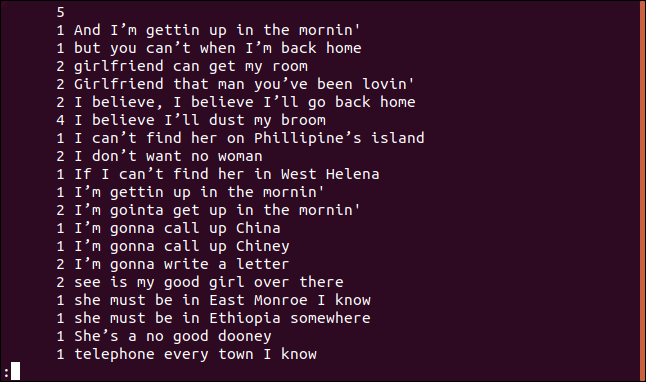 5
1 And I’m gettin up in the mornin'
1 but you can’t when I’m back home
2 girlfriend can get my room
2 Girlfriend that man you’ve been lovin'
2 I believe, I believe I’ll go back home
4 I believe I’ll dust my broom
1 I can’t find her on Phillipine’s island
2 I don’t want no woman
1 If I can’t find her in West Helena
1 I’m gettin up in the mornin'
2 I’m gointa get up in the mornin'
1 I’m gonna call up China
1 I’m gonna call up Chiney
2 I’m gonna write a letter
2 see is my good girl over there
1 she must be in East Monroe I know
1 she must be in Ethiopia somewhere
1 She’s a no good dooney
1 telephone every town I know
: